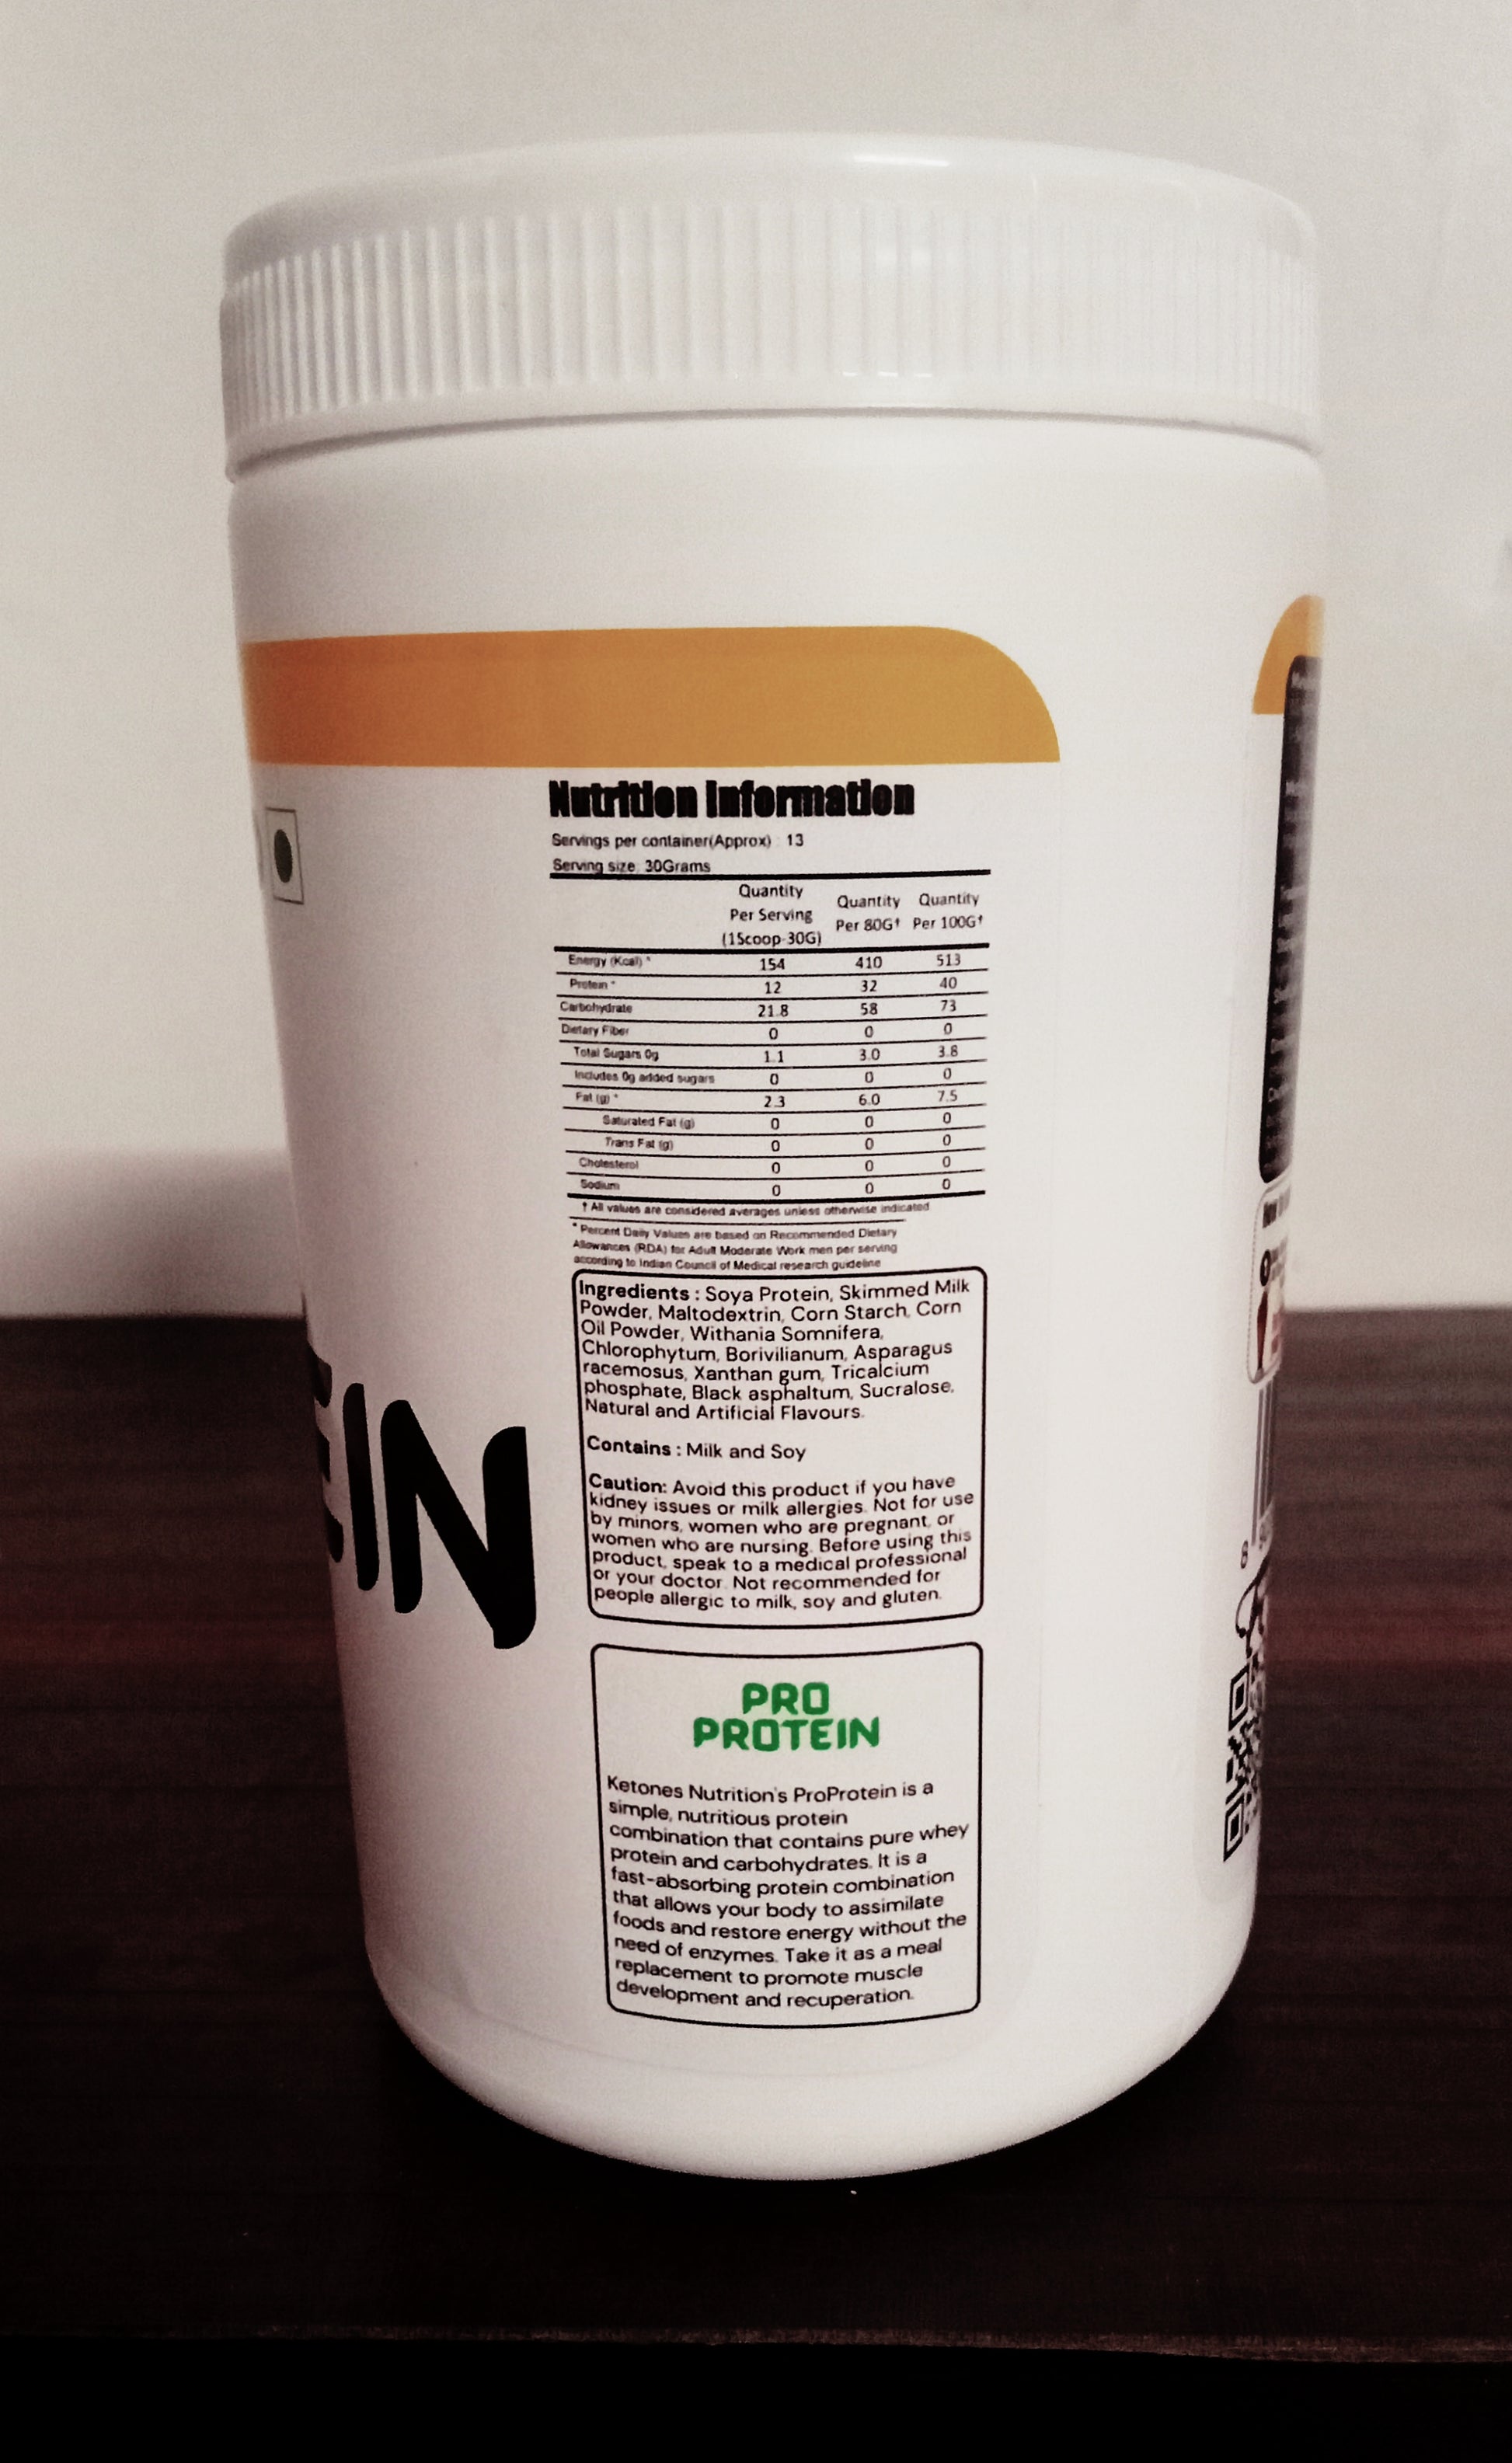 Nutrition Information
Servings per container(Approx) : 13
Serving size: 30Grams
Quantity Per Serving (1Scoop-30G) Quantity Per 80G† Quantity Per 100G†
Energy (Kcal) * 154 410 513
Protein * 12 32 40
Carbohydrate 21.8 58 73
Dietary Fiber 0 0 0
Total Sugars 0g 1.1 3.0 3.8
Includes 0g added sugars 0 0 0
Fat (g) * 2.3 6.0 7.5
Saturated Fat (g) 0 0 0
Trans Fat (g) 0 0 0
Cholesterol 0 0 0
Sodium 0 0 0
† All values are considered averages unless otherwise indicated
* Percent Daily Values are based on Recommended Dietary
Allowances (RDA) for Adult Moderate Work men per serving
according to Indian Council of Medical research guideline
Ingredients : Soya Protein, Skimmed Milk
Powder, Maltodextrin, Corn Starch, Corn
Oil Powder, Withania Somnifera,
Chlorophytum, Borivilianum, Asparagus
racemosus, Xanthan gum, Tricalcium
phosphate, Black asphaltum, Sucralose,
Natural and Artificial Flavours.
Contains : Milk and Soy
Caution: Avoid this product if you have
kidney issues or milk allergies. Not for use
by minors, women who are pregnant, or
women who are nursing. Before using this
product, speak to a medical professional
or your doctor. Not recommended for
people allergic to milk, soy and gluten.
EIN
PRO
PROTEIN
Ketones Nutrition's ProProtein is a
simple, nutritious protein
combination that contains pure whey
protein and carbohydrates. It is a
fast-absorbing protein combination
that allows your body to assimilate
foods and restore energy without the
need of enzymes. Take it as a meal
replacement to promote muscle
development and recuperation.
8